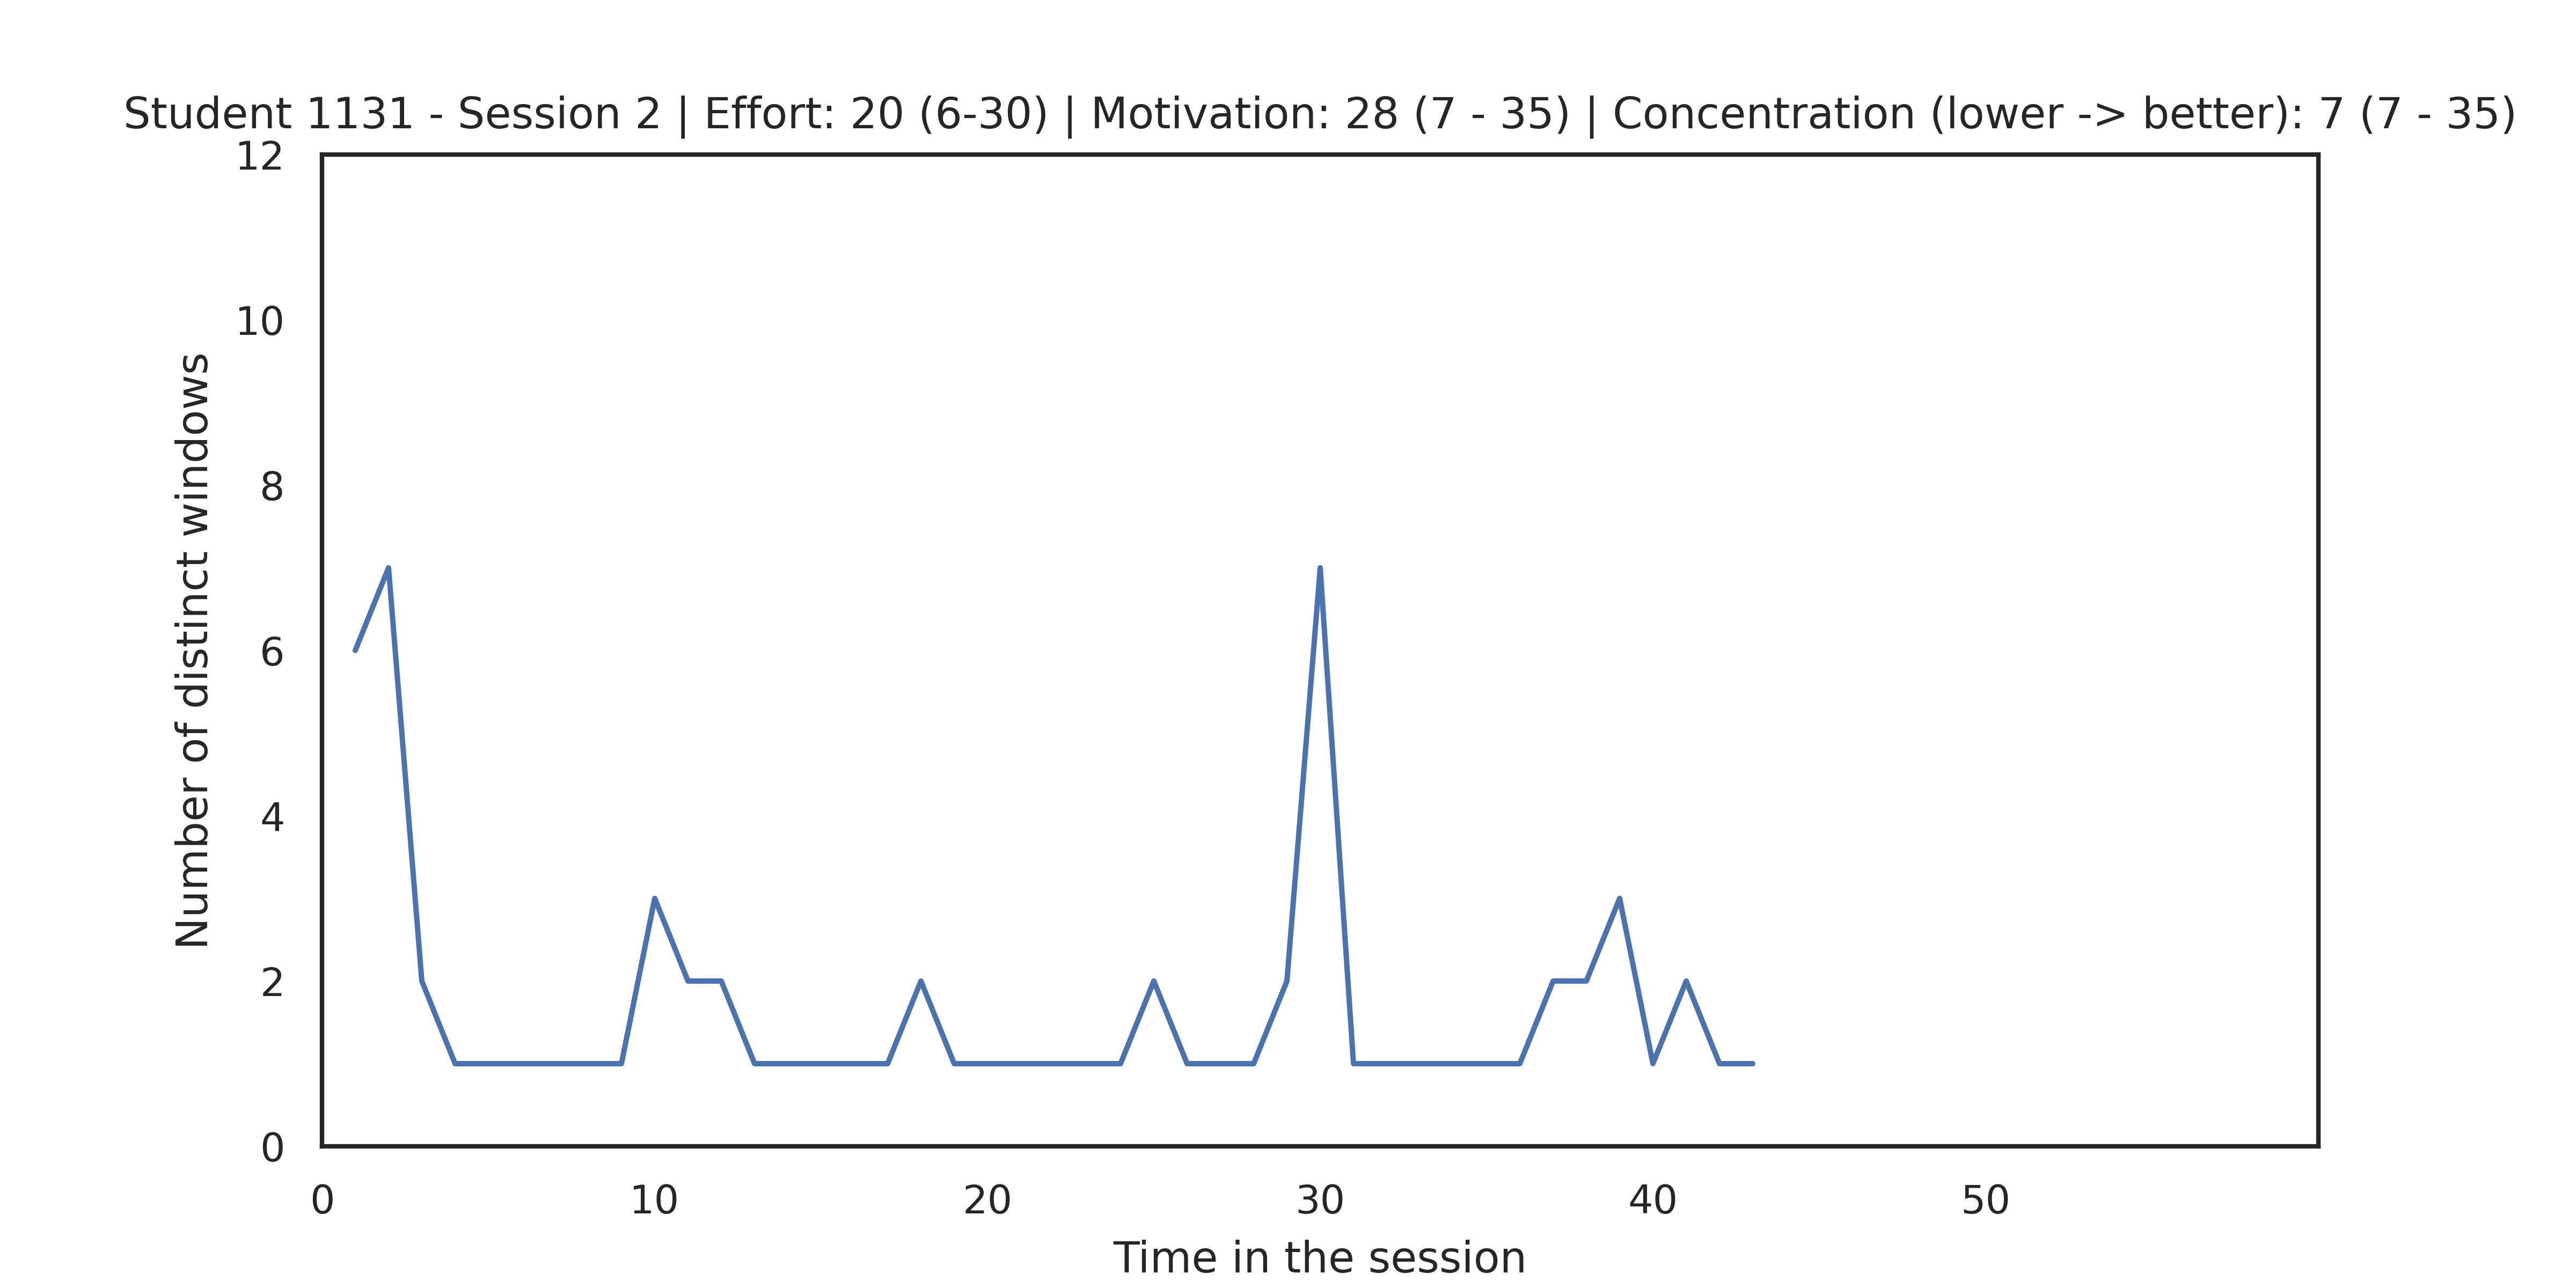 Student 1131 - Session 2 | Effort: 20 (6-30) | Motivation: 28 (7 - 35) | Concentration (lower -> better): 7 (7 - 35)
12
10
8
6
4
2
0
Number of distinct windows
0 10 20 30 40 50
Time in the session